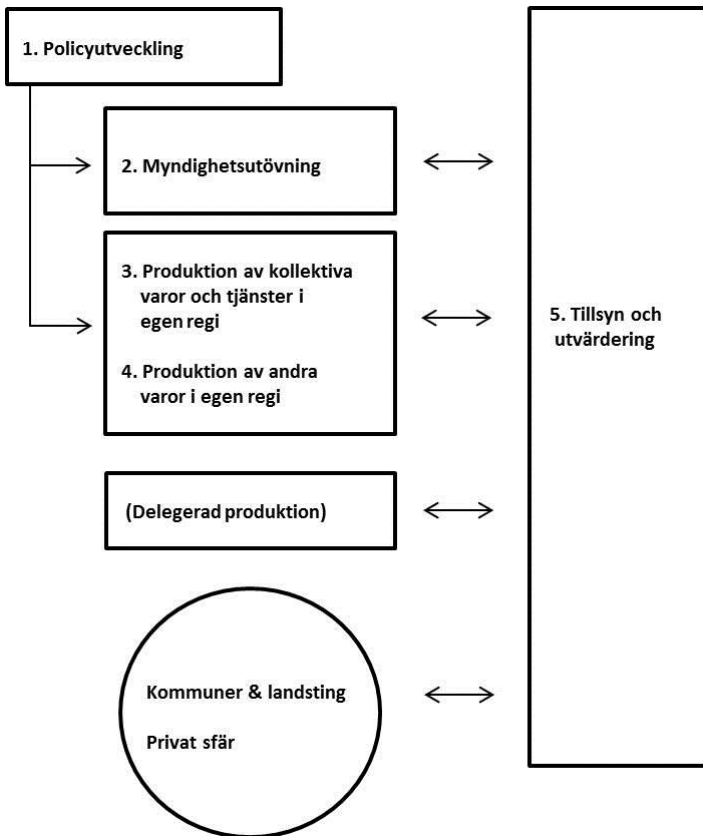 1. Policyutveckling
2. Myndighetsutövning
3. Produktion av kollektiva
varor och tjänster i
egen regi
4. Produktion av andra
varor i egen regi
5. Tillsyn och
utvärdering
(Delegerad produktion)
Kommuner & landsting
Privat sfär